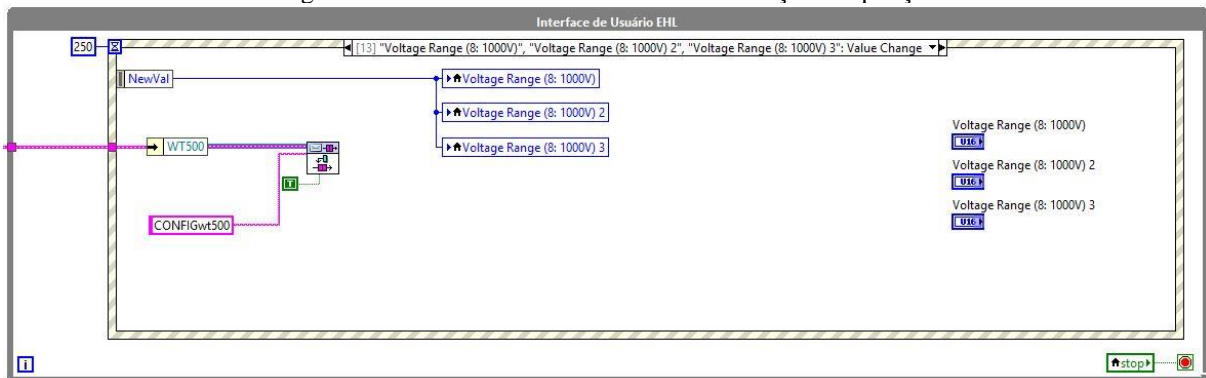 Interface de Usuário EHL
250
[13] "Voltage Range (8: 1000V)", "Voltage Range (8: 1000V) 2", "Voltage Range (8: 1000V) 3": Value Change
NewVal
Voltage Range (8: 1000V)
Voltage Range (8: 1000V) 2
Voltage Range (8: 1000V) 3
WT500
T
CONFIGwt500
Voltage Range (8: 1000V)
U16
Voltage Range (8: 1000V) 2
U16
Voltage Range (8: 1000V) 3
U16
i
stop